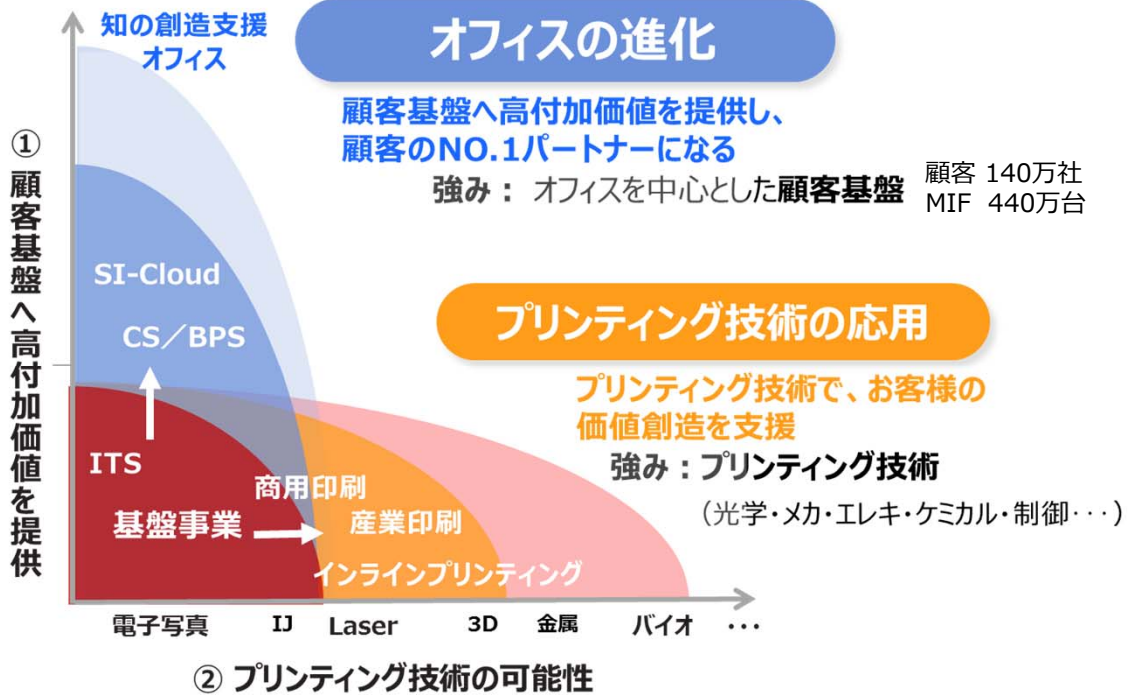 知の創造支援
オフィス
オフィスの進化
顧客基盤へ高付加価値を提供し、
顧客のNO.1パートナーになる
強み： オフィスを中心とした顧客基盤
顧客 140万社
MIF 440万台
① 顧客基盤へ高付加価値を提供
SI-Cloud
CS／BPS
プリンティング技術の応用
プリンティング技術で、お客様の
価値創造を支援
強み：プリンティング技術
（光学・メカ・エレキ・ケミカル・制御・・・）
ITS
商用印刷
基盤事業
産業印刷
インラインプリンティング
電子写真 IJ Laser 3D 金属 バイオ ・・・
② プリンティング技術の可能性